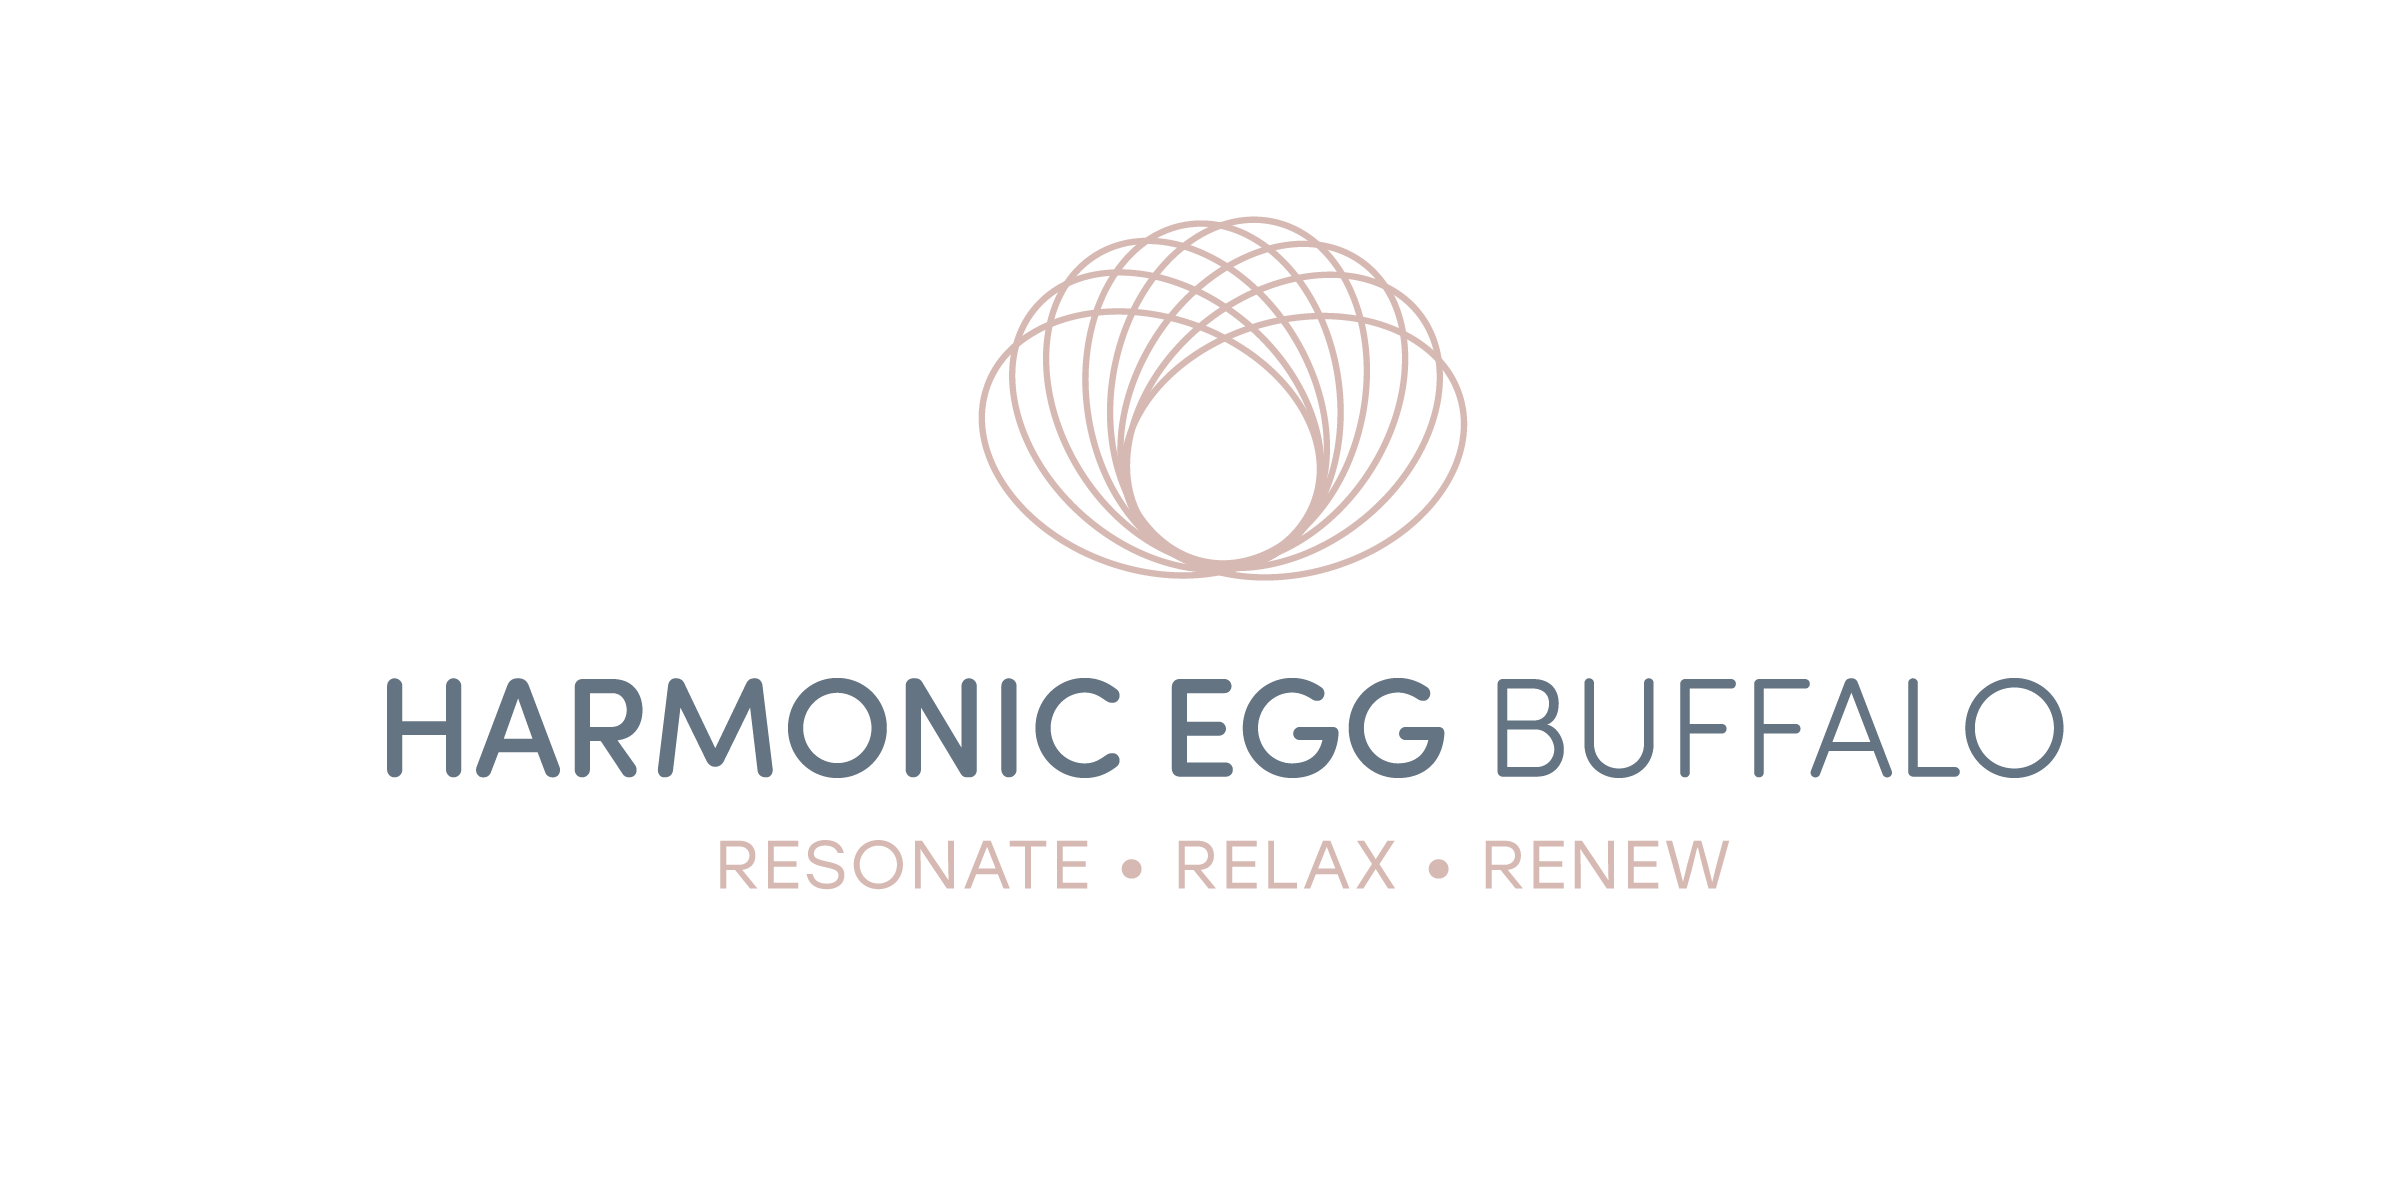 HARMONIC EGG BUFFALO
RESONATE • RELAX • RENEW